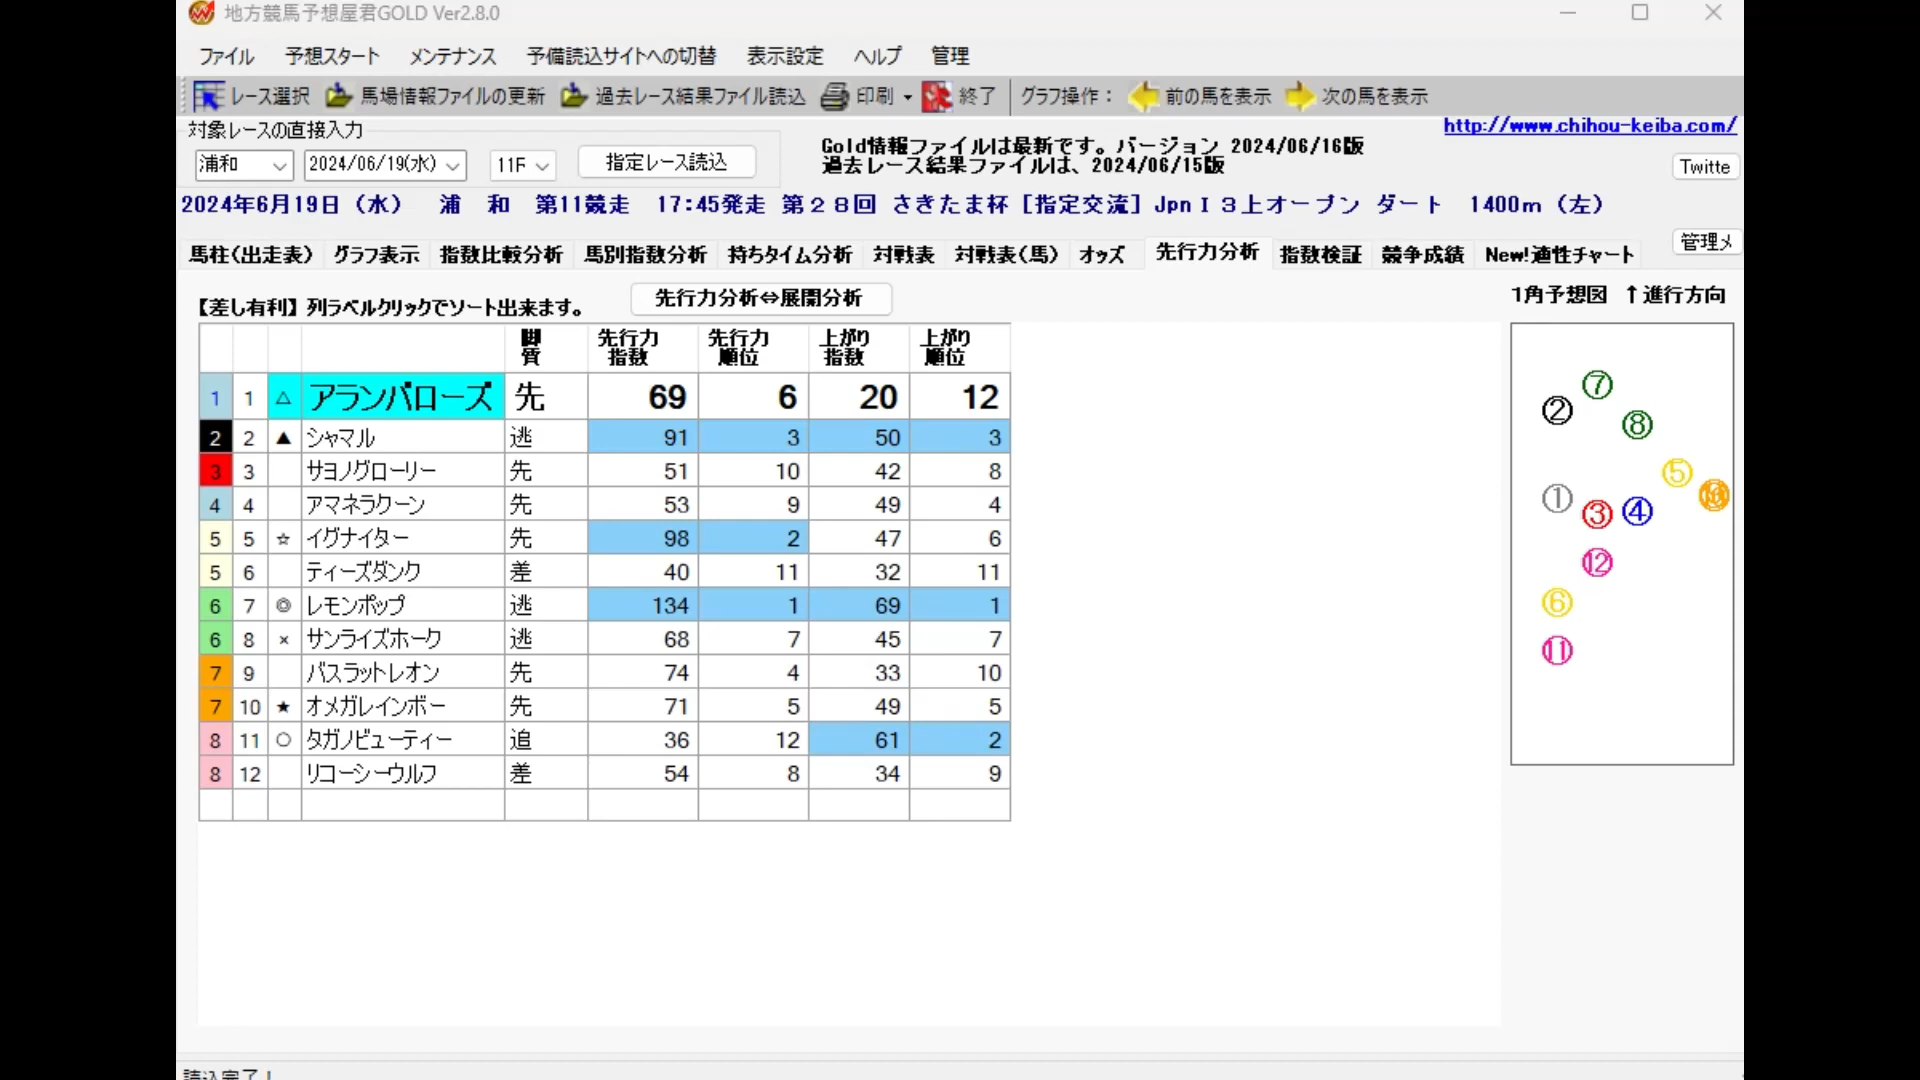 地方競馬予想屋君GOLD Ver2.8.0
ファイル 予想スタート メンテナンス 予備読込サイトへの切替 表示設定 ヘルプ 管理
レース選択 馬場情報ファイルの更新 過去レース結果ファイル読込 印刷 終了 グラフ操作： 前の馬を表示 次の馬を表示
対象レースの直接入力
http://www.chihou-keiba.com/
浦和 2024/06/19(水) 11R 指定レース読込
Gold情報ファイルは最新です。バージョン 2024/06/16版
過去レース結果ファイルは、2024/06/15版
Twitte
2024年6月19日（水） 浦 和 第11競走 17:45発走 第２８回 さきたま杯［指定交流］JpnⅠ３上オープン ダート 1400m（左）
馬柱(出走表) グラフ表示 指数比較分析 馬別指数分析 持ちタイム分析 対戦表 対戦表(馬) オッズ 先行力分析 指数検証 競争成績 New!適性チャート
管理メ
【差し有利】列ラベルクリックでソート出来ます。 先行力分析⇔展開分析
1角予想図 ↑進行方向
脚質 先行力指数 先行力順位 上がり指数 上がり順位
1 1 △ アランバローズ 先 69 6 20 12
2 2 ▲ シャマル 逃 91 3 50 3
3 3 サヨノグローリー 先 51 10 42 8
4 4 アマネラクーン 先 53 9 49 4
5 5 ☆ イグナイター 先 98 2 47 6
5 6 ティーズダンク 差 40 11 32 11
6 7 ◎ レモンポップ 逃 134 1 69 1
6 8 × サンライズホーク 逃 68 7 45 7
7 9 バスラットレオン 先 74 4 33 10
7 10 ★ オメガレインボー 先 71 5 49 5
8 11 ○ タガノビューティー 追 36 12 61 2
8 12 リコーシーウルフ 差 54 8 34 9
⑦
②
⑧
⑤
①
③
④
⑫
⑥
⑪
読込完了！